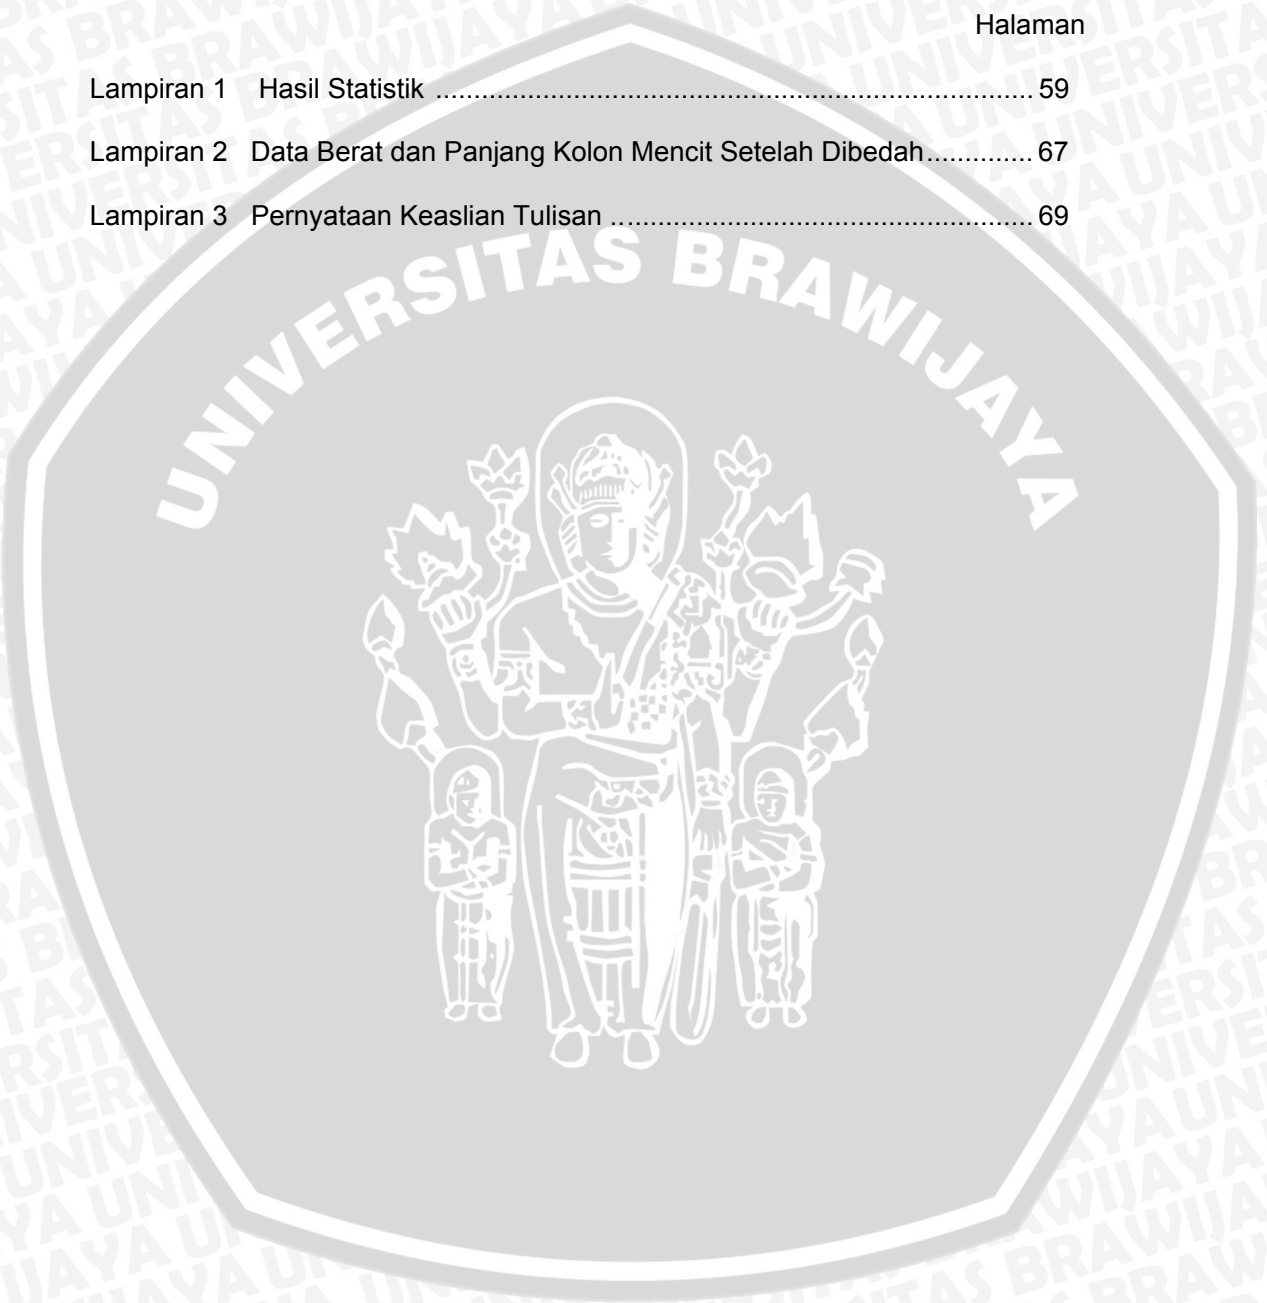 Halaman
Lampiran 1 Hasil Statistik ........................................................................... 59
Lampiran 2 Data Berat dan Panjang Kolon Mencit Setelah Dibedah.............. 67
Lampiran 3 Pernyataan Keaslian Tulisan ..................................................... 69
UNIVERSITAS BRAWIJAYA